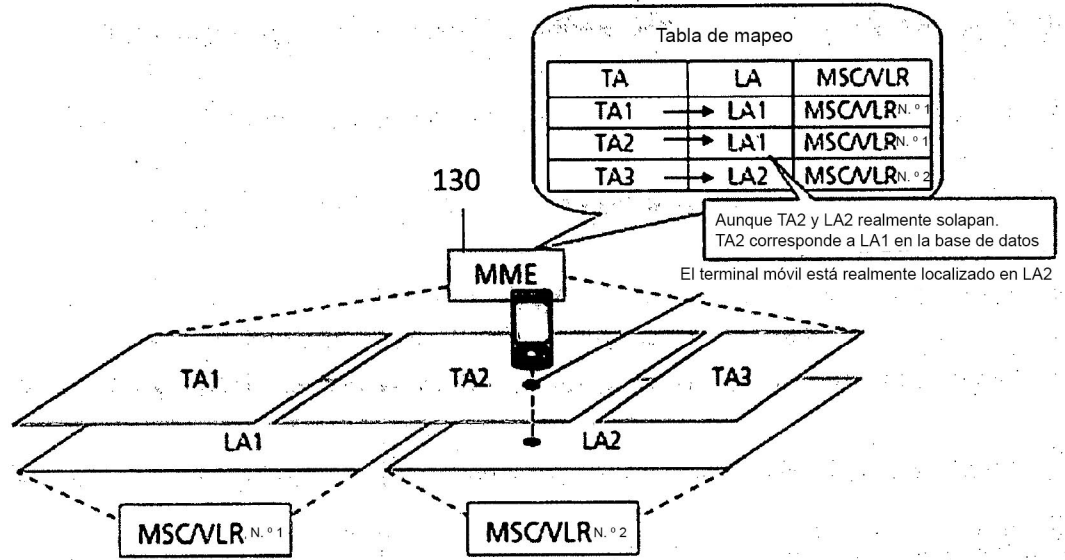 Tabla de mapeo
TA LA MSC/VLR
TA1 → LA1 MSC/VLR N. º 1
TA2 → LA1 MSC/VLR N. º 1
TA3 → LA2 MSC/VLR N. º 2
130
Aunque TA2 y LA2 realmente solapan.
TA2 corresponde a LA1 en la base de datos
MME
El terminal móvil está realmente localizado en LA2
TA1 TA2 TA3
LA1 LA2
MSC/VLR N. º 1 MSC/VLR N. º 2